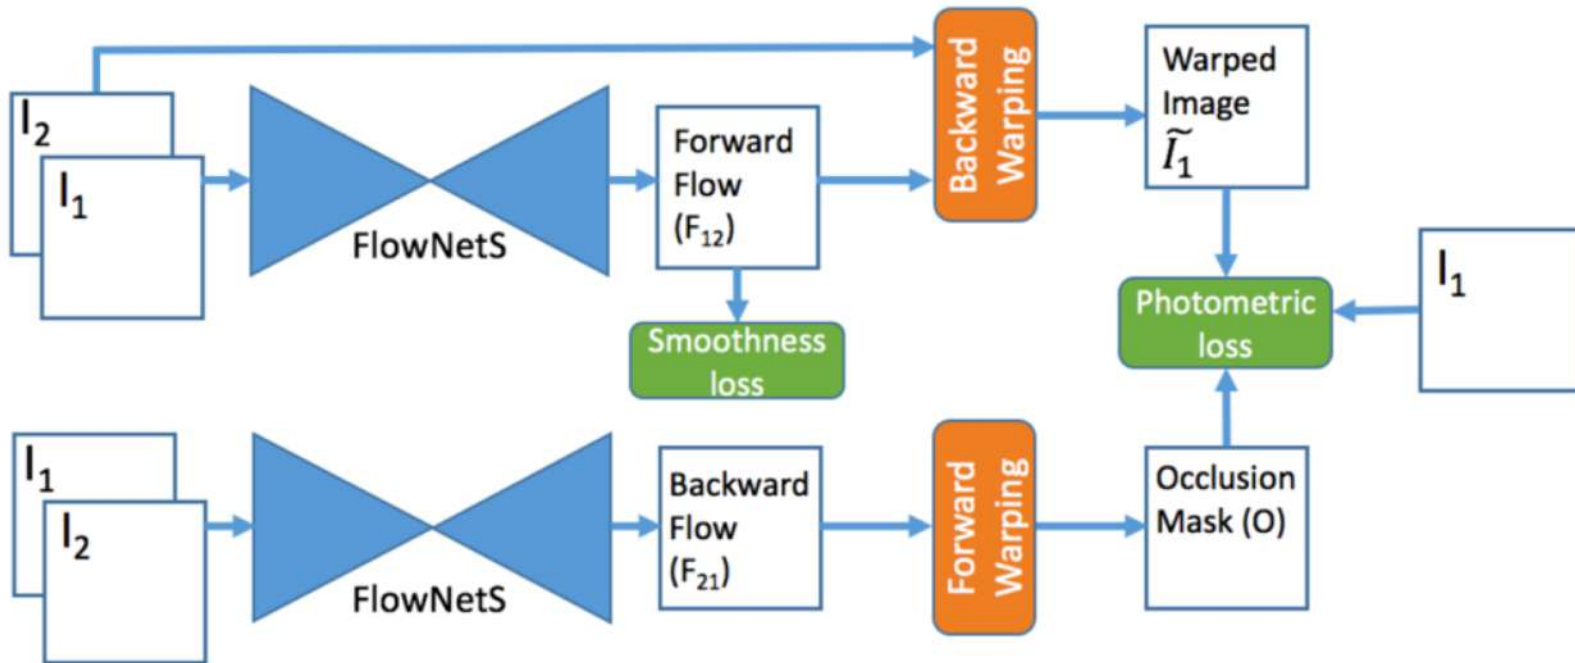 I₂
I₁
FlowNetS
Forward
Flow
(F₁₂)
Smoothness
loss
Backward
Warping
Warped
Image
Ĩ₁
Photometric
loss
I₁
I₁
I₂
FlowNetS
Backward
Flow
(F₂₁)
Forward
Warping
Occlusion
Mask (O)